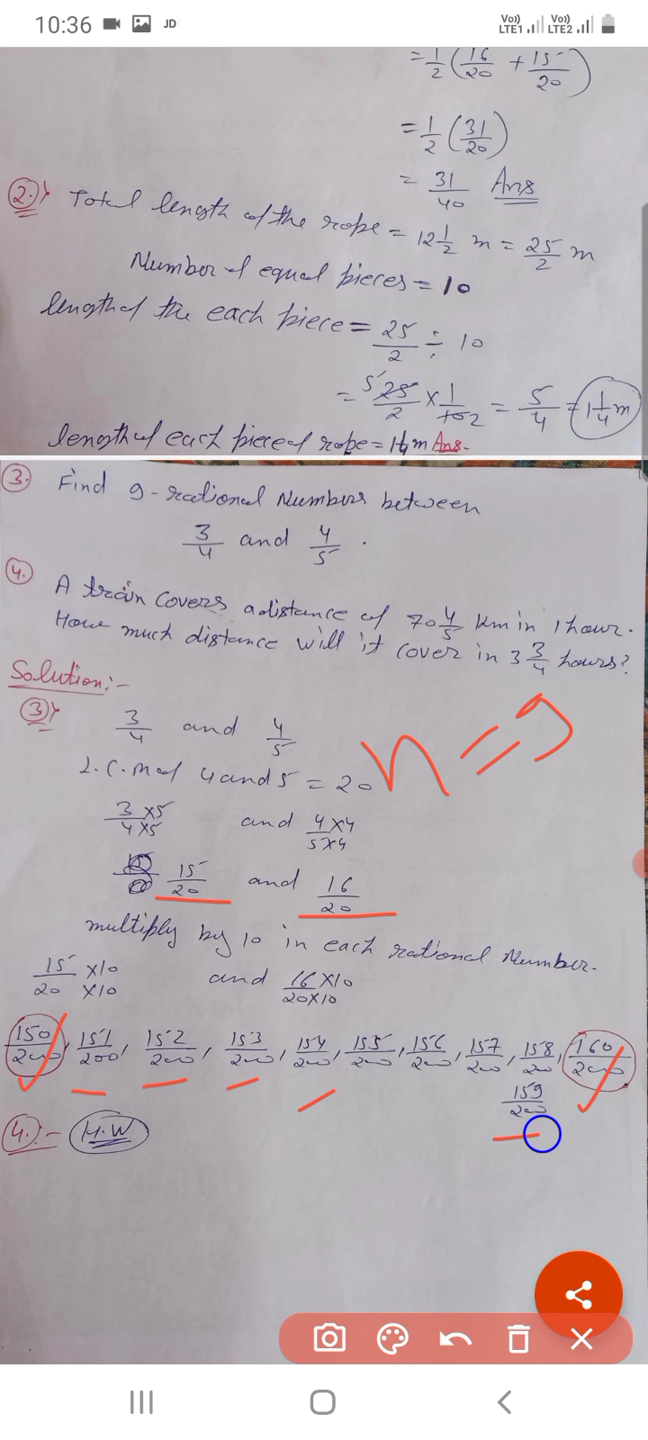 10:36 JD Vo)) LTE1 Vo)) LTE2
= 1/2 (16/20 + 15/20)
= 1/2 (31/20)
= 31/40 Ans
2. Total length of the rope = 12 1/2 m = 25/2 m
Number of equal pieces = 10
length of the each piece = 25/2 ÷ 10
= 5 25/2 × 1/10 2 = 5/4 = 1 1/4 m
length of each piece of rope = 1 1/4 m Ans-
3. Find 9-rational Numbers between
3/4 and 4/5 .
4. A train covers a distance of 70 4/5 km in 1 hour.
How much distance will it cover in 3 3/4 hours?
Solution:-
3 3/4 and 4/5
n = 9
L.C.M of 4 and 5 = 20
3×5/4×5 and 4×4/5×4
15/20 and 16/20
multiply by 10 in each rational Number.
15×10/20×10 and 16×10/20×10
150/200, 151/200, 152/200, 153/200, 154/200, 155/200, 156/200, 157/200, 158/200, 160/200
159/200
4.- H.W